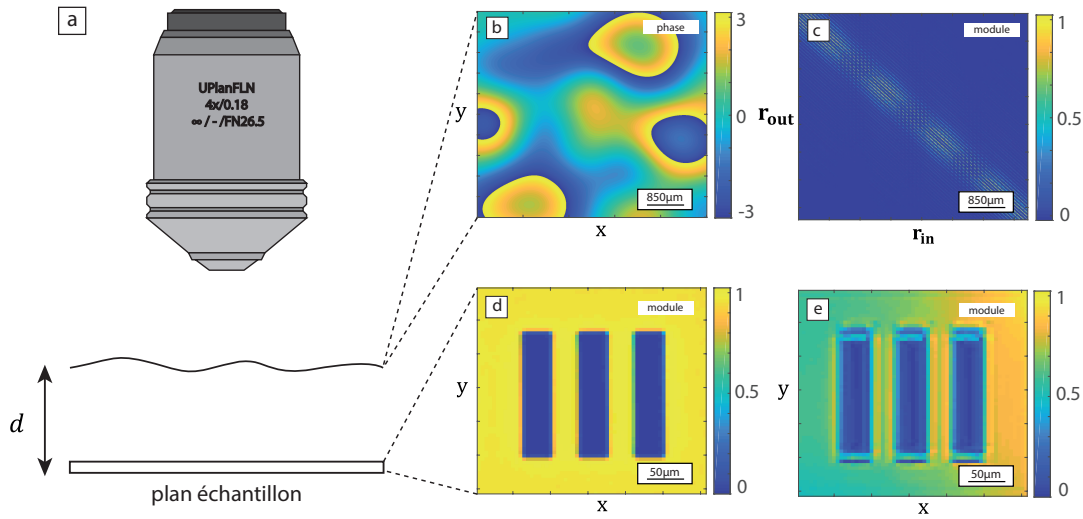 a
UPlanFLN
4x/0.18
∞ / - /FN26.5
d
plan échantillon
b
phase
y
850μm
x
3
0
-3
c
module
r_out
850μm
r_in
1
0.5
0
d
module
y
50μm
x
1
0.5
0
e
module
y
50μm
x
1
0.5
0